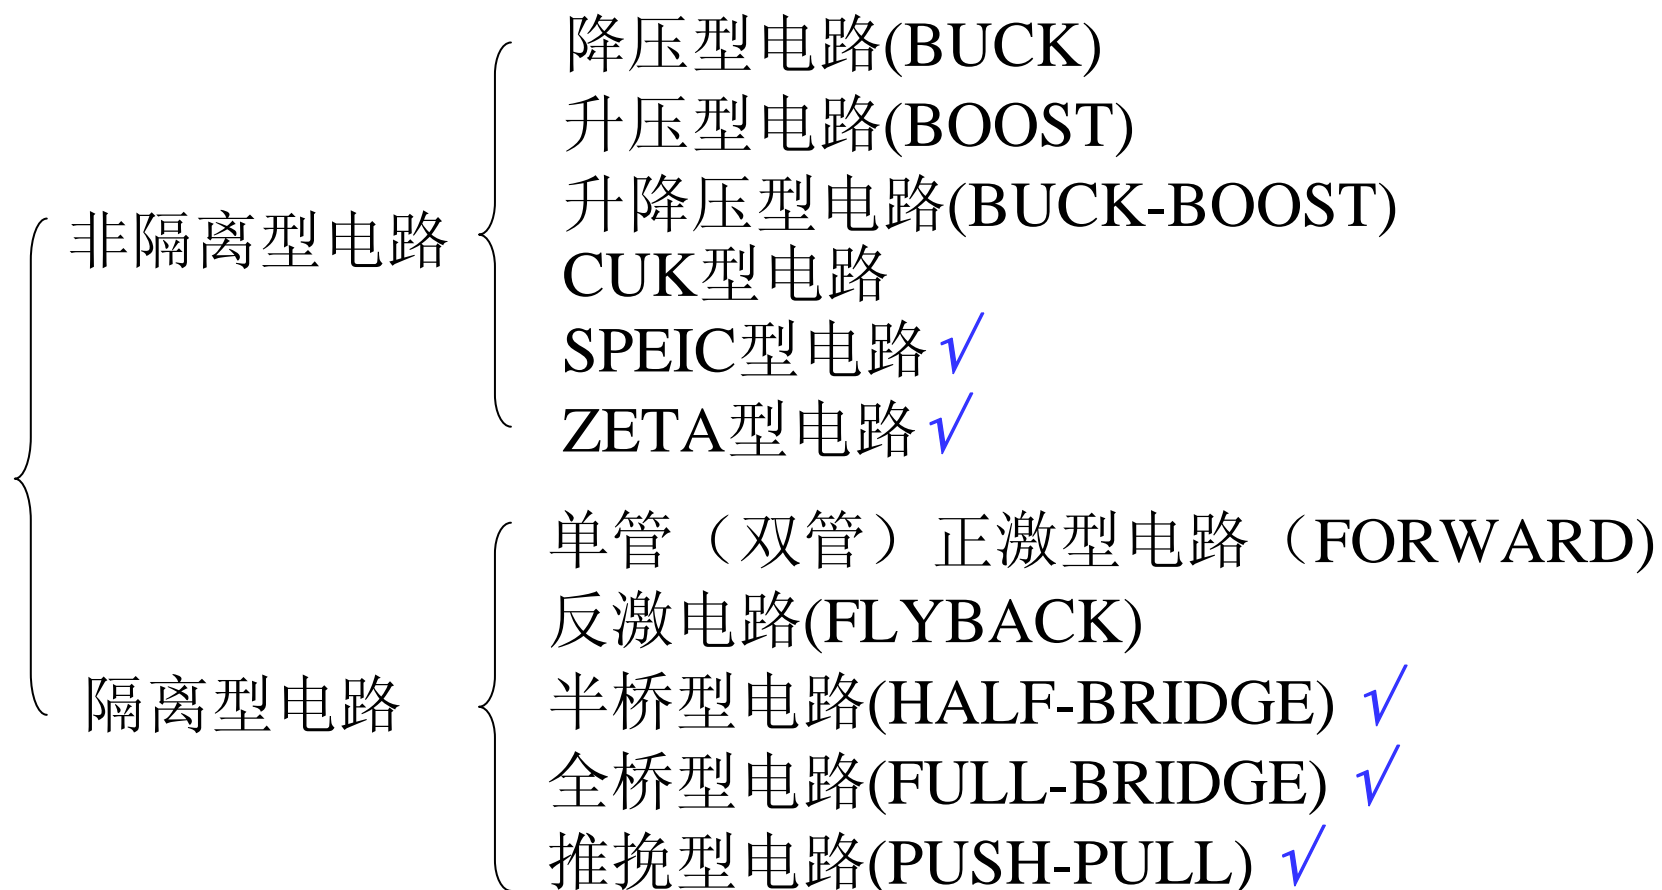 非隔离型电路
降压型电路(BUCK)
升压型电路(BOOST)
升降压型电路(BUCK-BOOST)
CUK型电路
SPEIC型电路√
ZETA型电路√
隔离型电路
单管（双管）正激型电路（FORWARD)
反激电路(FLYBACK)
半桥型电路(HALF-BRIDGE) √
全桥型电路(FULL-BRIDGE) √
推挽型电路(PUSH-PULL) √